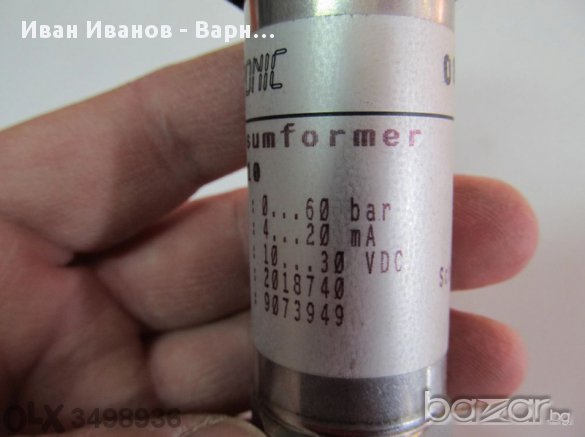 Иван Иванов - Варн...
ONIC
sumformer
: 0...60 bar
: 4...20 mA
: 10...30 VDC
: 2018740
: 9073949
OLX 3498936
bazar.bg